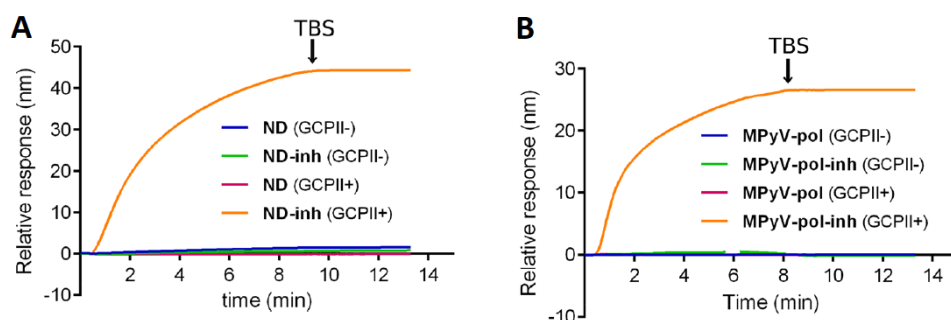 A
TBS
Relative response (nm)
50
40
30
20
10
0
-10
ND (GCPII-)
ND-inh (GCPII-)
ND (GCPII+)
ND-inh (GCPII+)
2 4 6 8 10 12 14
time (min)
B
TBS
Relative response (nm)
30
20
10
0
-10
MPyV-pol (GCPII-)
MPyV-pol-inh (GCPII-)
MPyV-pol (GCPII+)
MPyV-pol-inh (GCPII+)
2 4 6 8 10 12 14
Time (min)